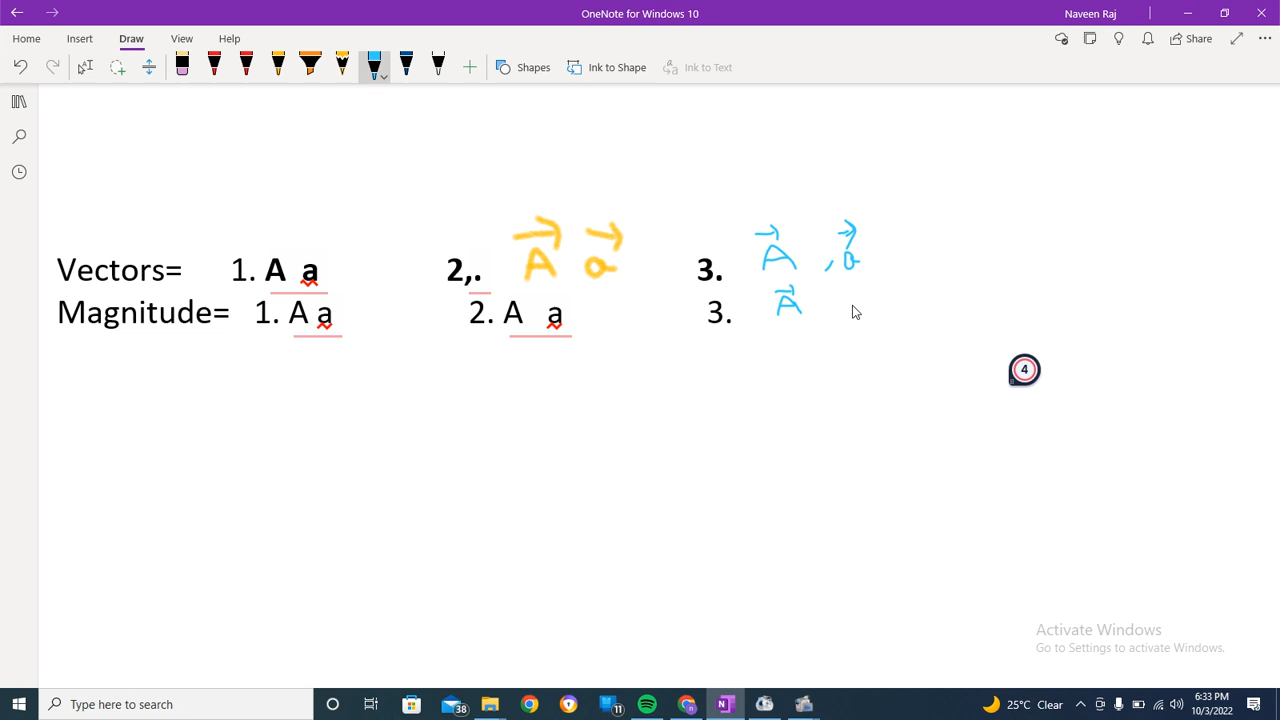 OneNote for Windows 10
Naveen Raj
Home Insert Draw View Help
Share
Shapes Ink to Shape Ink to Text
Vectors= 1. A a 2,. A⃗ a⃗ 3. A⃗ , a⃗
Magnitude= 1. A a 2. A a 3. A⃗
4
Activate Windows
Go to Settings to activate Windows.
Type here to search
38
11
25°C Clear
6:33 PM
10/3/2022